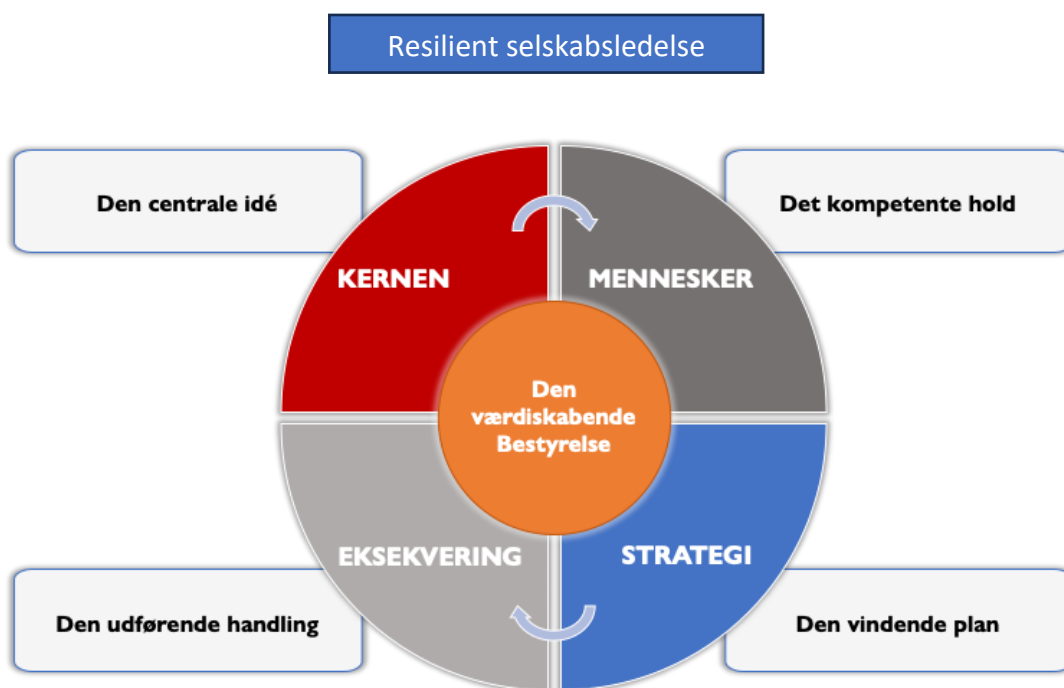 Resilient selskabsledelse
Den centrale idé
Det kompetente hold
KERNEN
MENNESKER
Den
værdiskabende
Bestyrelse
EKSEKVERING
STRATEGI
Den udførende handling
Den vindende plan